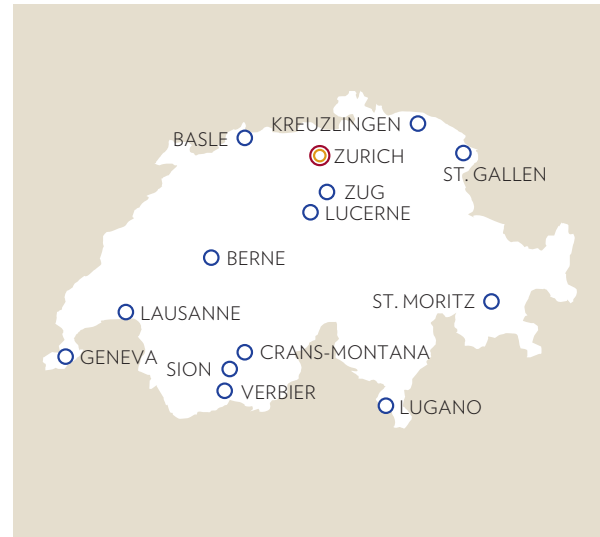 KREUZLINGEN
BASLE
ZURICH
ST. GALLEN
ZUG
LUCERNE
BERNE
ST. MORITZ
LAUSANNE
CRANS-MONTANA
GENEVA
SION
VERBIER
LUGANO